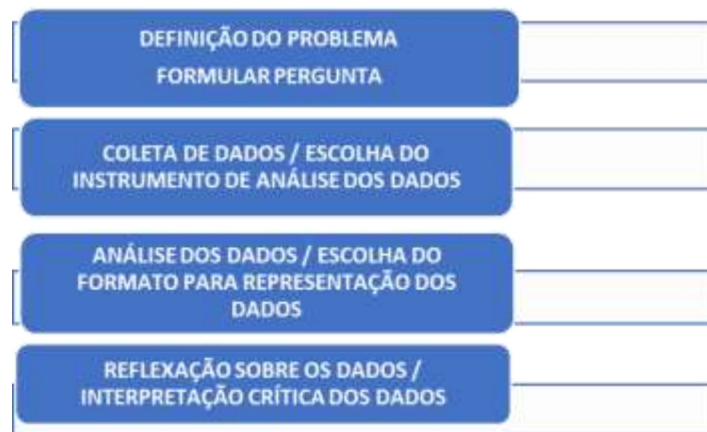 DEFINIÇÃO DO PROBLEMA
FORMULAR PERGUNTA
COLETA DE DADOS / ESCOLHA DO
INSTRUMENTO DE ANÁLISE DOS DADOS
ANÁLISE DOS DADOS / ESCOLHA DO
FORMATO PARA REPRESENTAÇÃO DOS
DADOS
REFLEXAÇÃO SOBRE OS DADOS /
INTERPRETAÇÃO CRÍTICA DOS DADOS